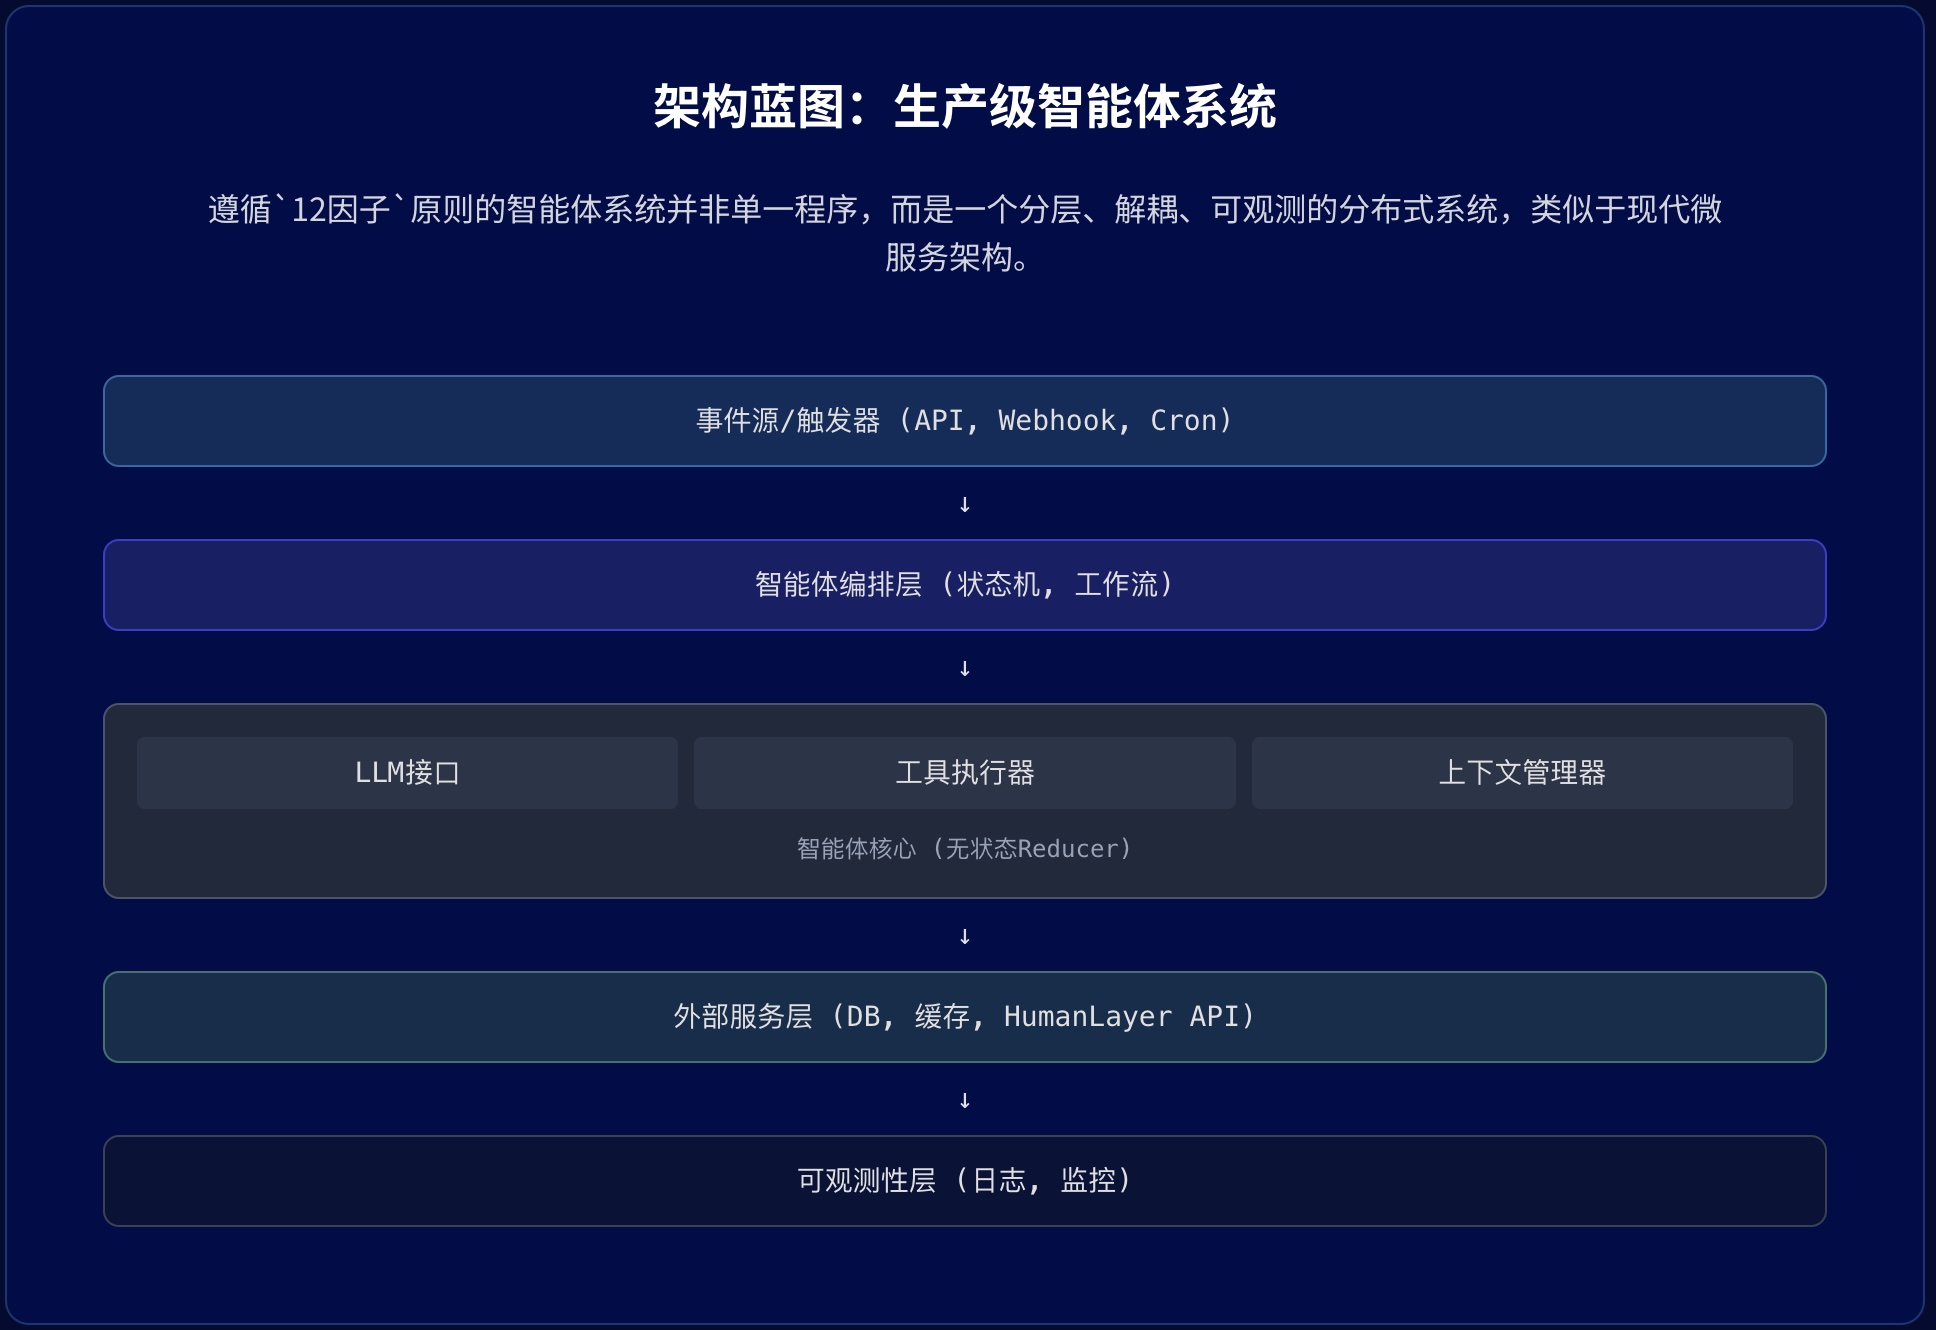 架构蓝图：生产级智能体系统
遵循`12因子`原则的智能体系统并非单一程序，而是一个分层、解耦、可观测的分布式系统，类似于现代微
服务架构。
事件源/触发器 (API, Webhook, Cron)
↓
智能体编排层 (状态机, 工作流)
↓
LLM接口
工具执行器
上下文管理器
智能体核心 (无状态Reducer)
↓
外部服务层 (DB, 缓存, HumanLayer API)
↓
可观测性层 (日志, 监控)